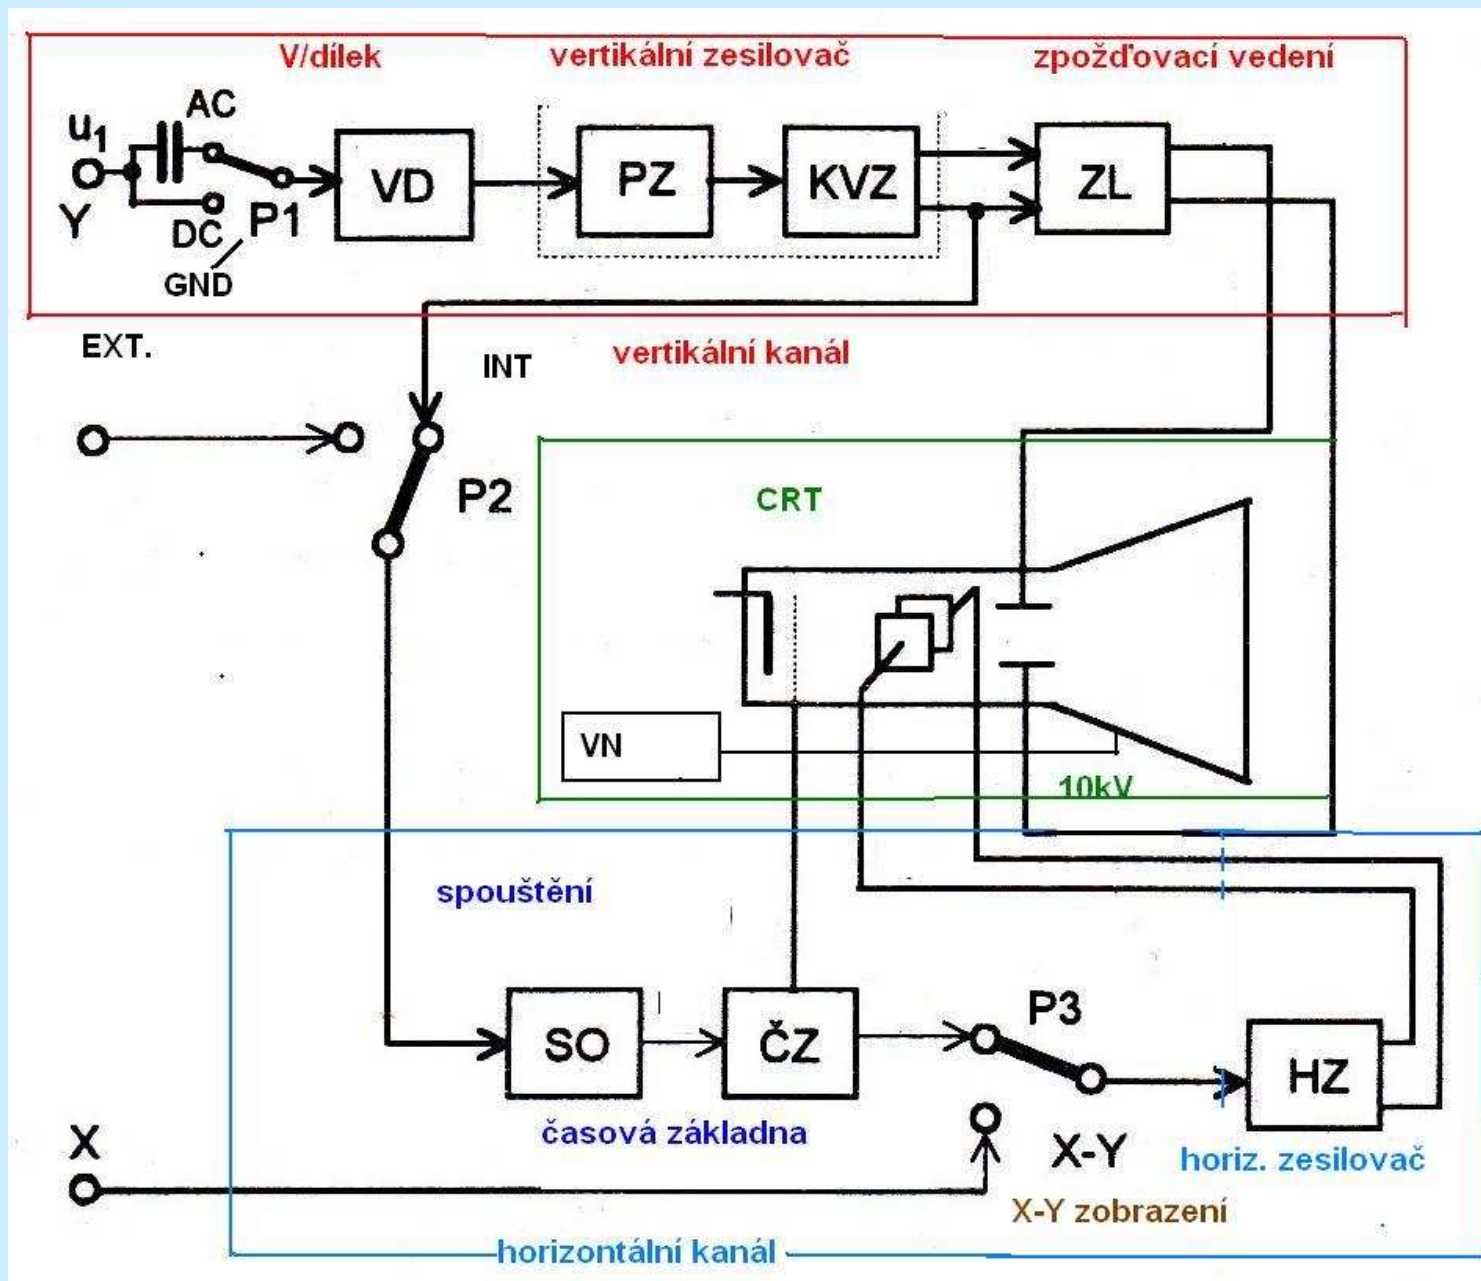 V/dílek
vertikální zesilovač
zpožďovací vedení
AC
u1
VD
PZ
KVZ
ZL
Y
DC
P1
GND
EXT.
INT
vertikální kanál
P2
CRT
VN
10kV
spouštění
SO
ČZ
P3
HZ
časová základna
X
X-Y
horiz. zesilovač
X-Y zobrazení
horizontální kanál